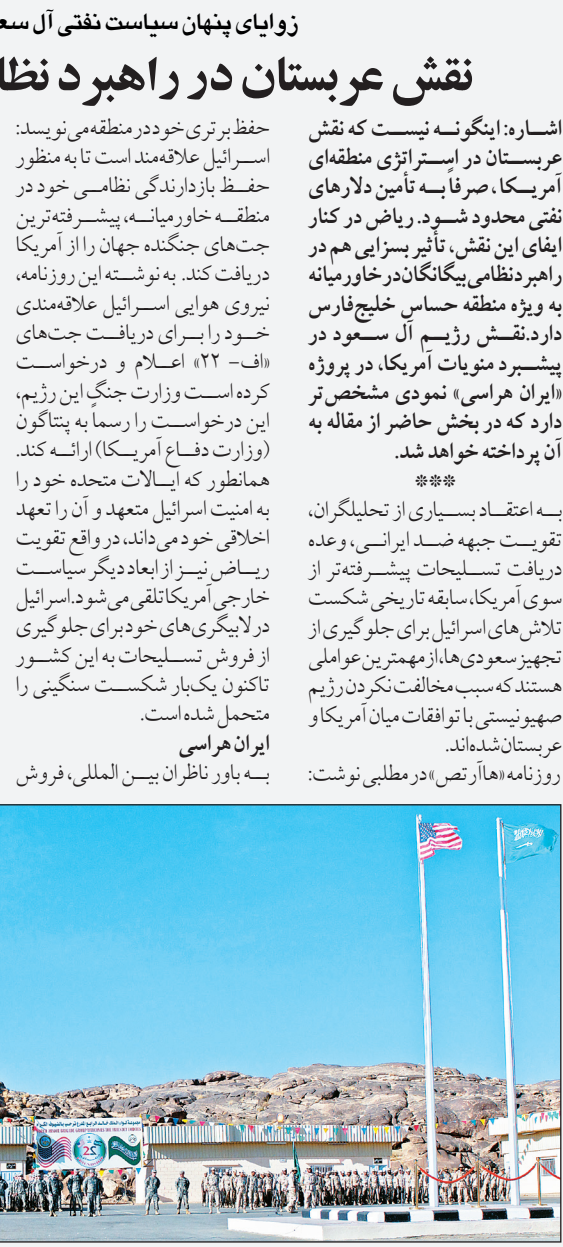 زوایای پنهان سیاست نفتی آل سع
نقش عربستان در راهبرد نظا
اشاره: اینگونه نیست که نقش
عربستان در استراتژی منطقه‌ای
آمریکا، صرفاً به تأمین دلارهای
نفتی محدود شود. ریاض در کنار
ایفای این نقش، تأثیر بسزایی هم در
راهبرد نظامی بیگانگان در خاورمیانه
به ویژه منطقه حساس خلیج‌فارس
دارد.نقش رژیم آل سعود در
پیشبرد منویات آمریکا، در پروژه
«ایران هراسی» نمودی مشخص‌تر
دارد که در بخش حاضر از مقاله به
آن پرداخته خواهد شد.
***
به اعتقاد بسیاری از تحلیلگران،
تقویت جبهه ضد ایرانی، وعده
دریافت تسلیحات پیشرفته‌تر از
سوی آمریکا، سابقه تاریخی شکست
تلاش‌های اسرائیل برای جلوگیری از
تجهیز سعودی‌ها، از مهمترین عواملی
هستند که سبب مخالفت نکردن رژیم
صهیونیستی با توافقات میان آمریکا و
عربستان شده‌اند.
روزنامه «هاآرتص» در مطلبی نوشت:
حفظ برتری خود در منطقه می‌نویسد:
اسرائیل علاقه‌مند است تا به منظور
حفظ بازدارندگی نظامی خود در
منطقه خاورمیانه، پیشرفته‌ترین
جت‌های جنگنده جهان را از آمریکا
دریافت کند. به نوشته این روزنامه،
نیروی هوایی اسرائیل علاقه‌مندی
خود را برای دریافت جت‌های
«اف- ۲۲» اعلام و درخواست
کرده است وزارت جنگ این رژیم،
این درخواست را رسماً به پنتاگون
(وزارت دفاع آمریکا) ارائه کند.
همانطور که ایالات متحده خود را
به امنیت اسرائیل متعهد و آن را تعهد
اخلاقی خود می‌داند، در واقع تقویت
ریاض نیز از ابعاد دیگر سیاست
خارجی آمریکا تلقی می‌شود.اسرائیل
در لابیگری‌های خود برای جلوگیری
از فروش تسلیحات به این کشور
تاکنون یک‌بار شکست سنگینی را
متحمل شده است.
ایران هراسی
به باور ناظران بین المللی، فروش